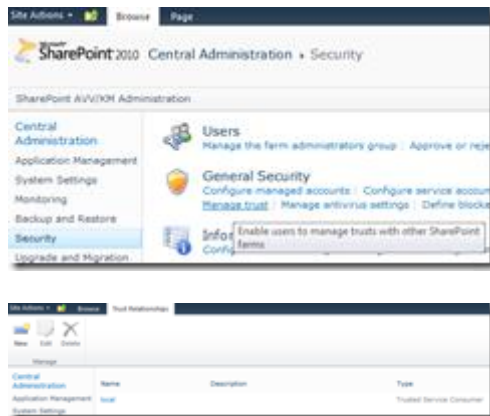 Site Actions Browse Page
Microsoft
SharePoint 2010 Central Administration Security
SharePoint Administration
Central Administration
Users
Manage the farm administrators group Approve or reje
Application Management
System Settings
General Security
Configure managed accounts Configure service accoun
Monitoring
Manage trust Manage antivirus settings Define blocke
Backup and Restore
Security
Infor
Enable users to manage trusts with other SharePoint farms
Config
Upgrade and Migration
Site Actions Browse Trust Relationships
New Edit Delete
Manage
Central Administration
Name Description Type
Application Management
local Trusted Service Consumer
System Settings